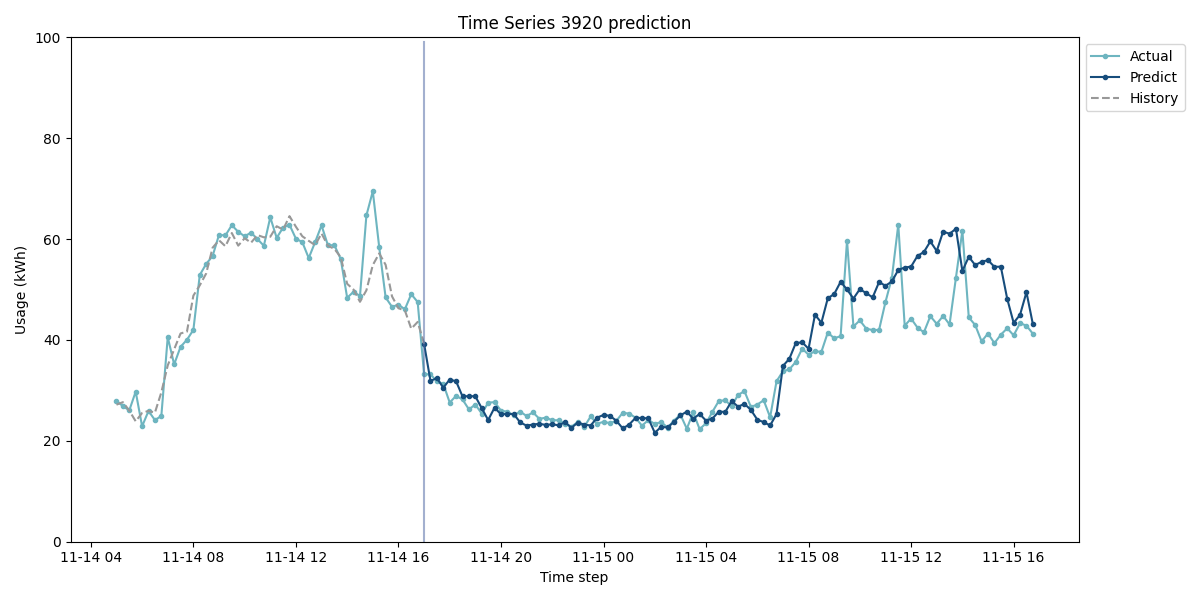 Time Series 3920 prediction
Actual
Predict
History
Usage (kWh)
100
80
60
40
20
0
11-14 04
11-14 08
11-14 12
11-14 16
11-14 20
11-15 00
11-15 04
11-15 08
11-15 12
11-15 16
Time step